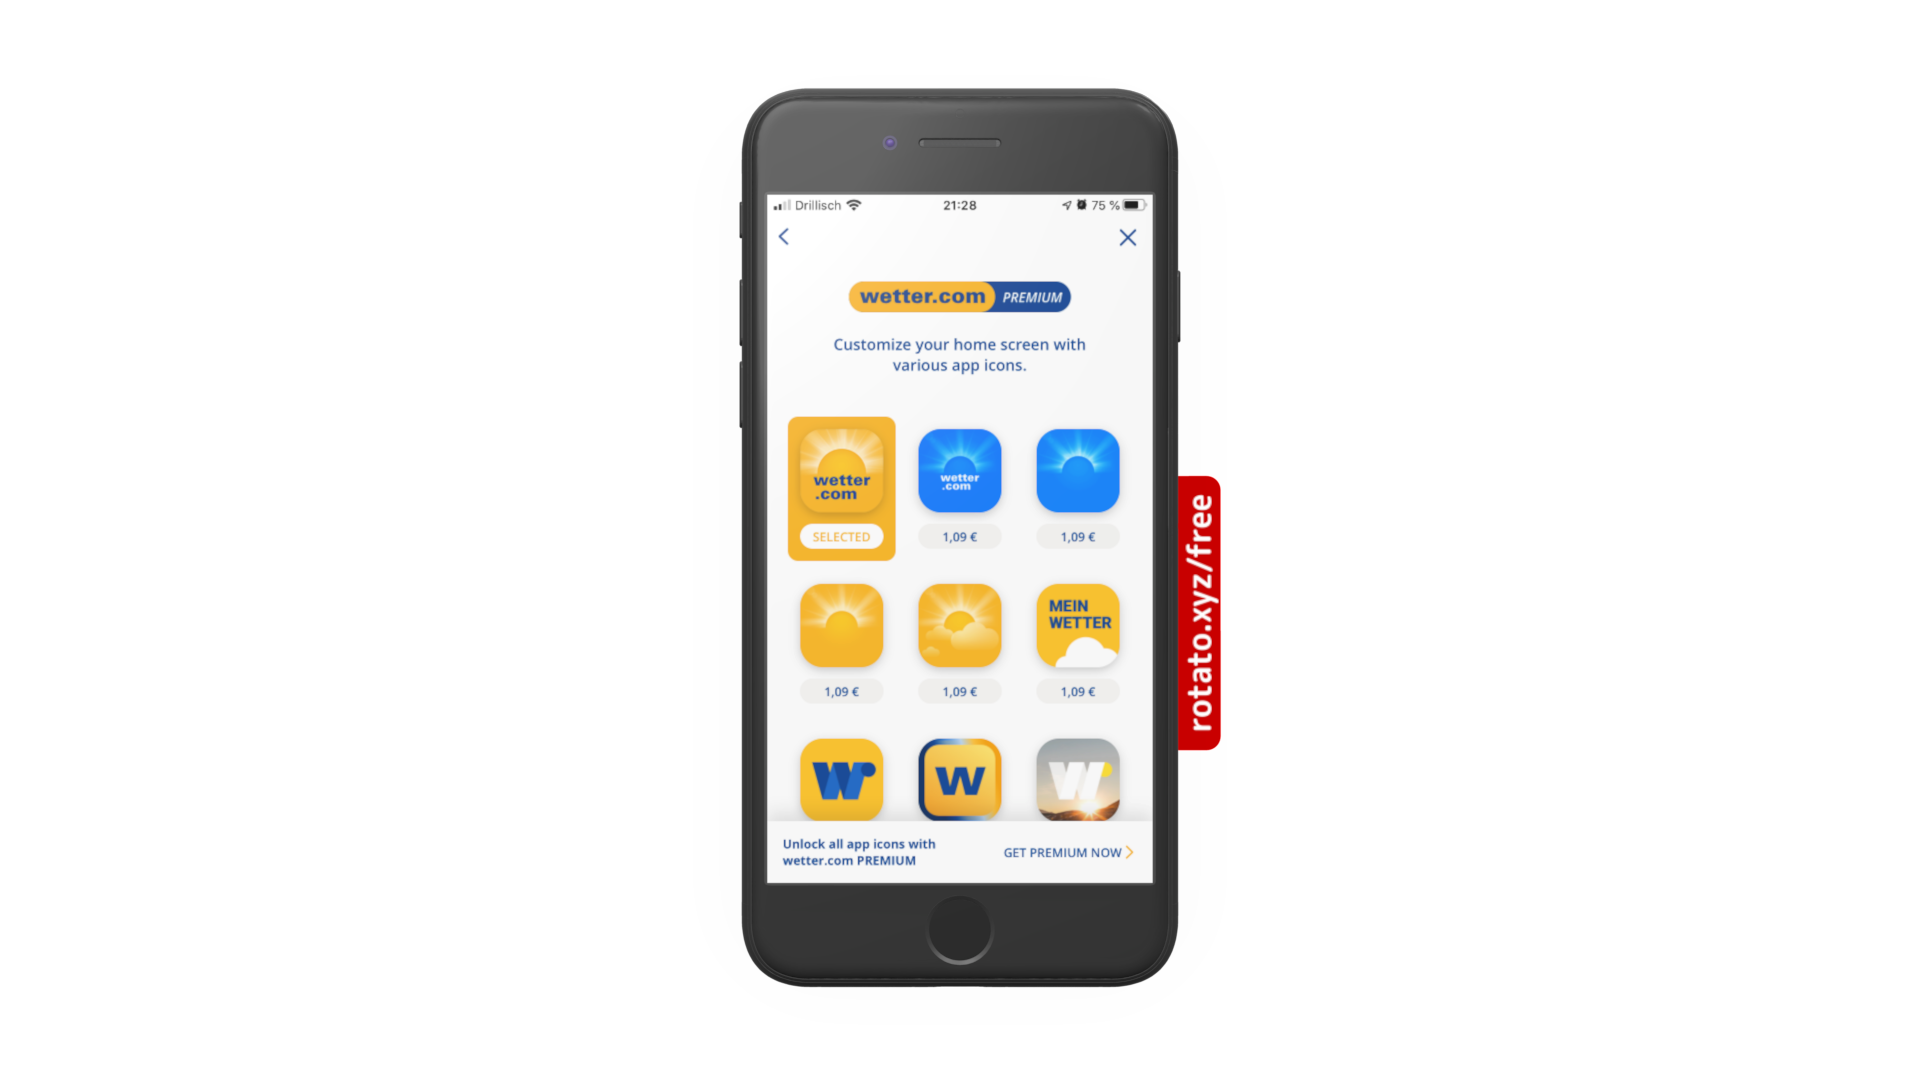 Drillisch
21:28
75 %
wetter.com PREMIUM
Customize your home screen with
various app icons.
wetter
.com
SELECTED
wetter
.com
1,09 €
1,09 €
1,09 €
1,09 €
MEIN
WETTER
1,09 €
W
W
W
Unlock all app icons with
wetter.com PREMIUM
GET PREMIUM NOW
rotato.xyz/free